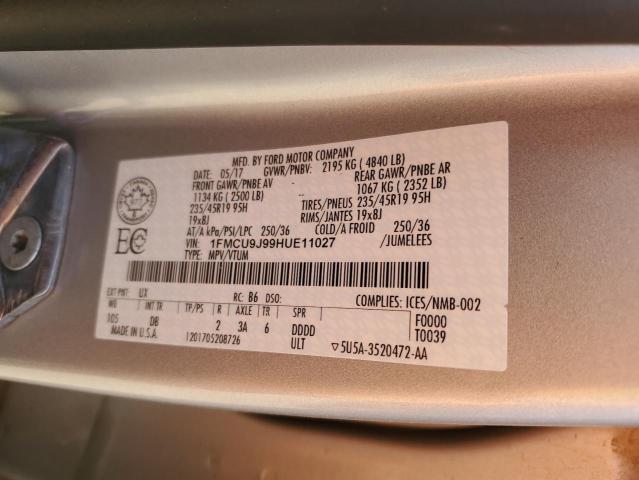 MFD. BY FORD MOTOR COMPANY
DATE: 05/17 GVWR/PNBV: 2195 KG ( 4840 LB)
FRONT GAWR/PNBE AV REAR GAWR/PNBE AR
1134 KG ( 2500 LB) 1067 KG ( 2352 LB)
235/45R19 95H TIRES/PNEUS 235/45R19 95H
19x8J RIMS/JANTES 19x8J
AT/A kPa/PSI/LPC 250/36 COLD/A FROID 250/36
VIN: 1FMCU9J99HUE11027 /JUMELEES
TYPE: MPV/VTUM
EC
EXT PNT: UX RC: B6 DSO: COMPLIES: ICES/NMB-002
WB INT TR TP/PS R AXLE TR SPR F0000
105 DB 2 3A 6 DDDD T0039
MADE IN U.S.A. 1201705208726 ULT ▽5U5A-3520472-AA